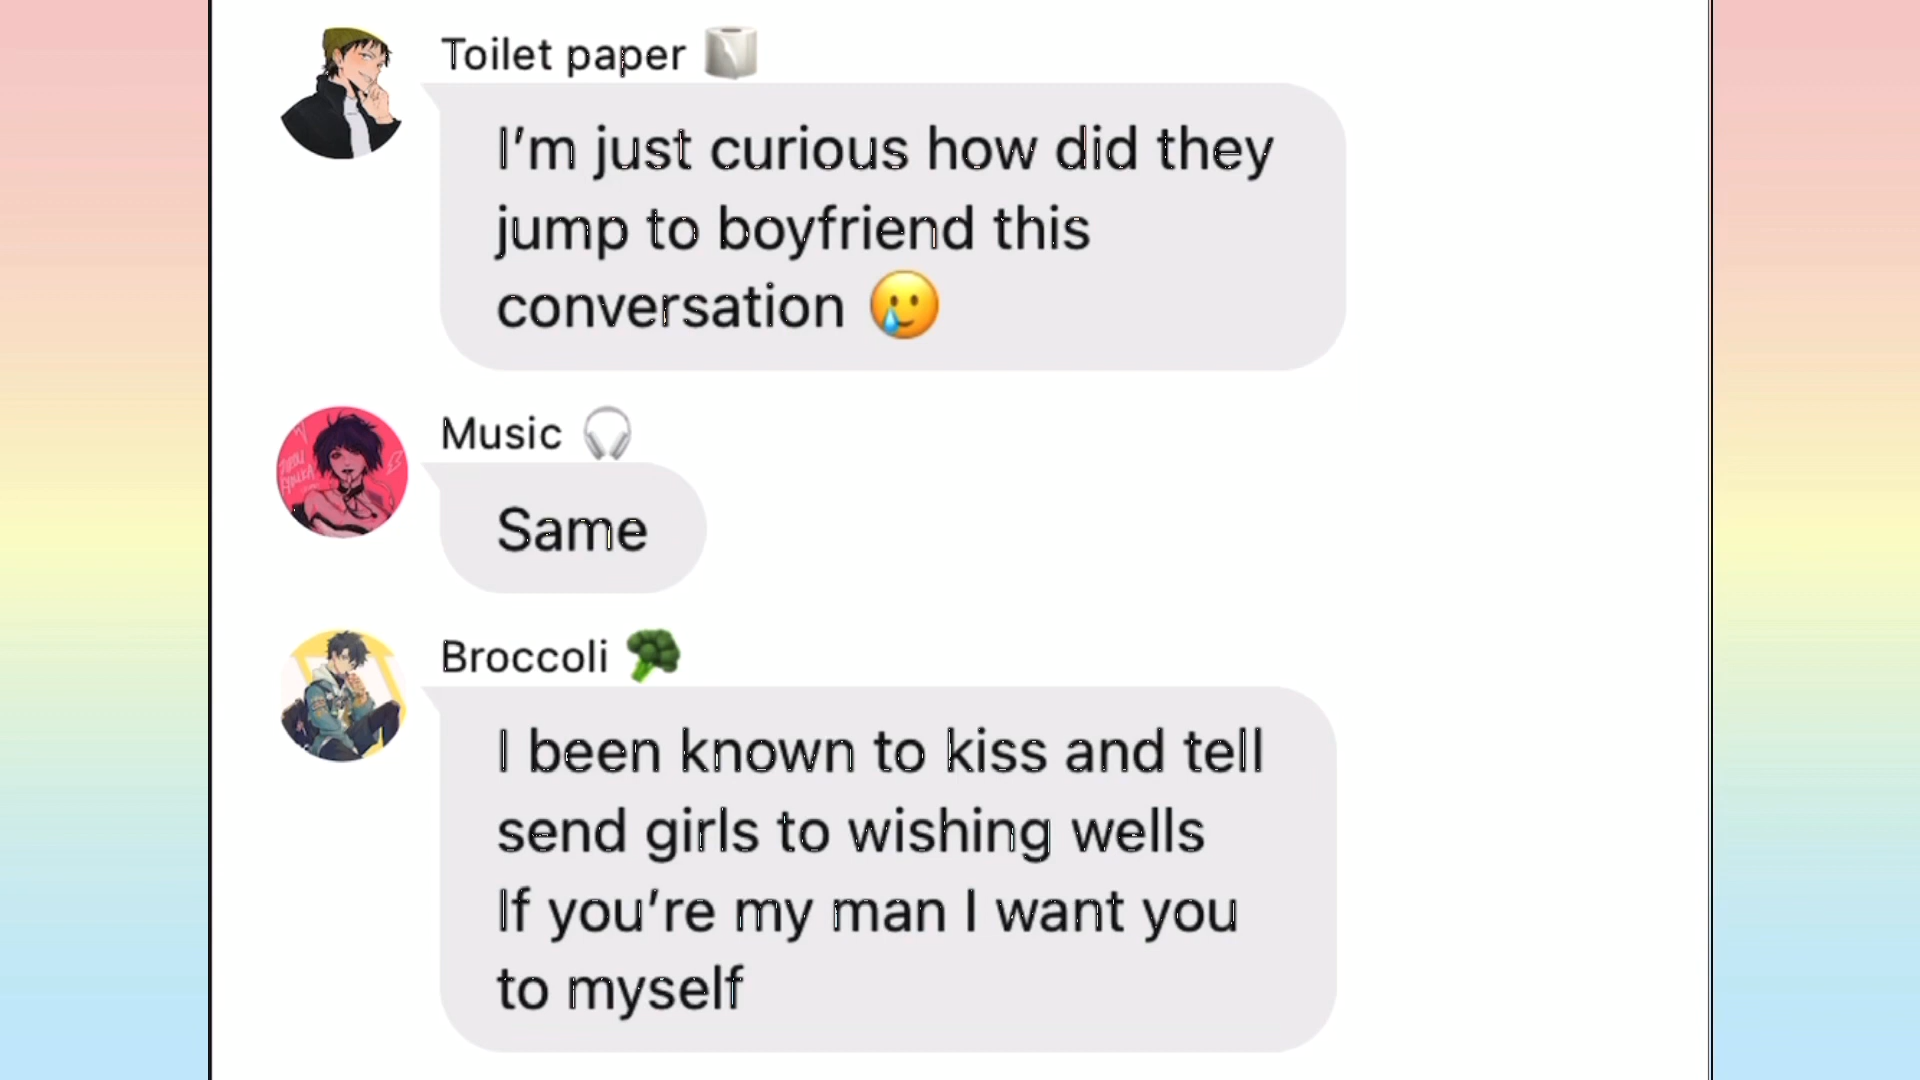 Toilet paper 🧻
I'm just curious how did they
jump to boyfriend this
conversation 🥲
Music 🎧
Same
Broccoli 🥦
I been known to kiss and tell
send girls to wishing wells
If you're my man I want you
to myself